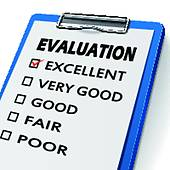 EVALUATION
EXCELLENT
VERY GOOD
GOOD
FAIR
POOR